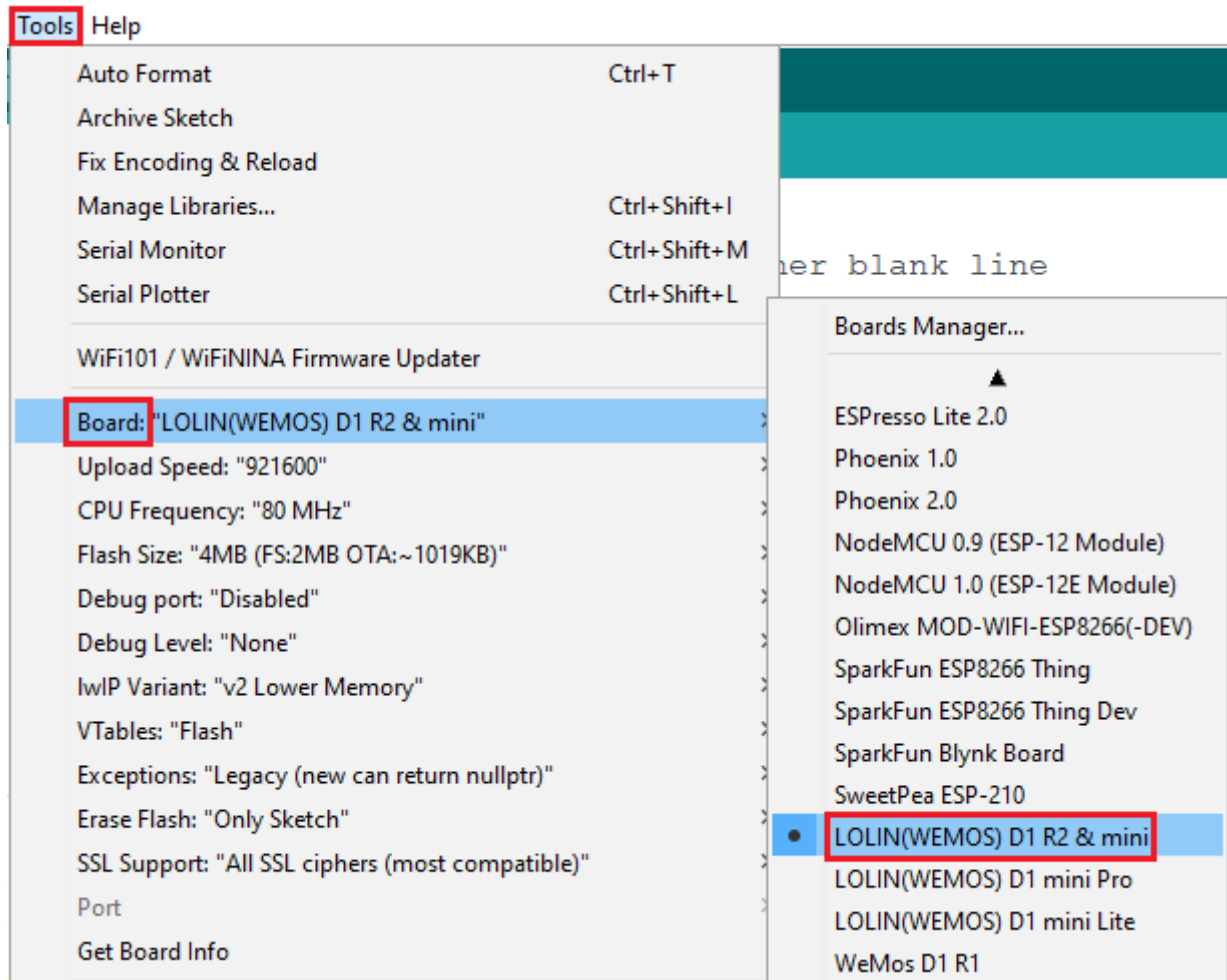 Tools Help
Auto Format Ctrl+T
Archive Sketch
Fix Encoding & Reload
Manage Libraries... Ctrl+Shift+I
Serial Monitor Ctrl+Shift+M
Serial Plotter Ctrl+Shift+L
WiFi101 / WiFiNINA Firmware Updater
Board: "LOLIN(WEMOS) D1 R2 & mini"
Upload Speed: "921600"
CPU Frequency: "80 MHz"
Flash Size: "4MB (FS:2MB OTA:~1019KB)"
Debug port: "Disabled"
Debug Level: "None"
lwIP Variant: "v2 Lower Memory"
VTables: "Flash"
Exceptions: "Legacy (new can return nullptr)"
Erase Flash: "Only Sketch"
SSL Support: "All SSL ciphers (most compatible)"
Port
Get Board Info
blank line
Boards Manager...
ESPresso Lite 2.0
Phoenix 1.0
Phoenix 2.0
NodeMCU 0.9 (ESP-12 Module)
NodeMCU 1.0 (ESP-12E Module)
Olimex MOD-WIFI-ESP8266(-DEV)
SparkFun ESP8266 Thing
SparkFun ESP8266 Thing Dev
SparkFun Blynk Board
SweetPea ESP-210
LOLIN(WEMOS) D1 R2 & mini
LOLIN(WEMOS) D1 mini Pro
LOLIN(WEMOS) D1 mini Lite
WeMos D1 R1